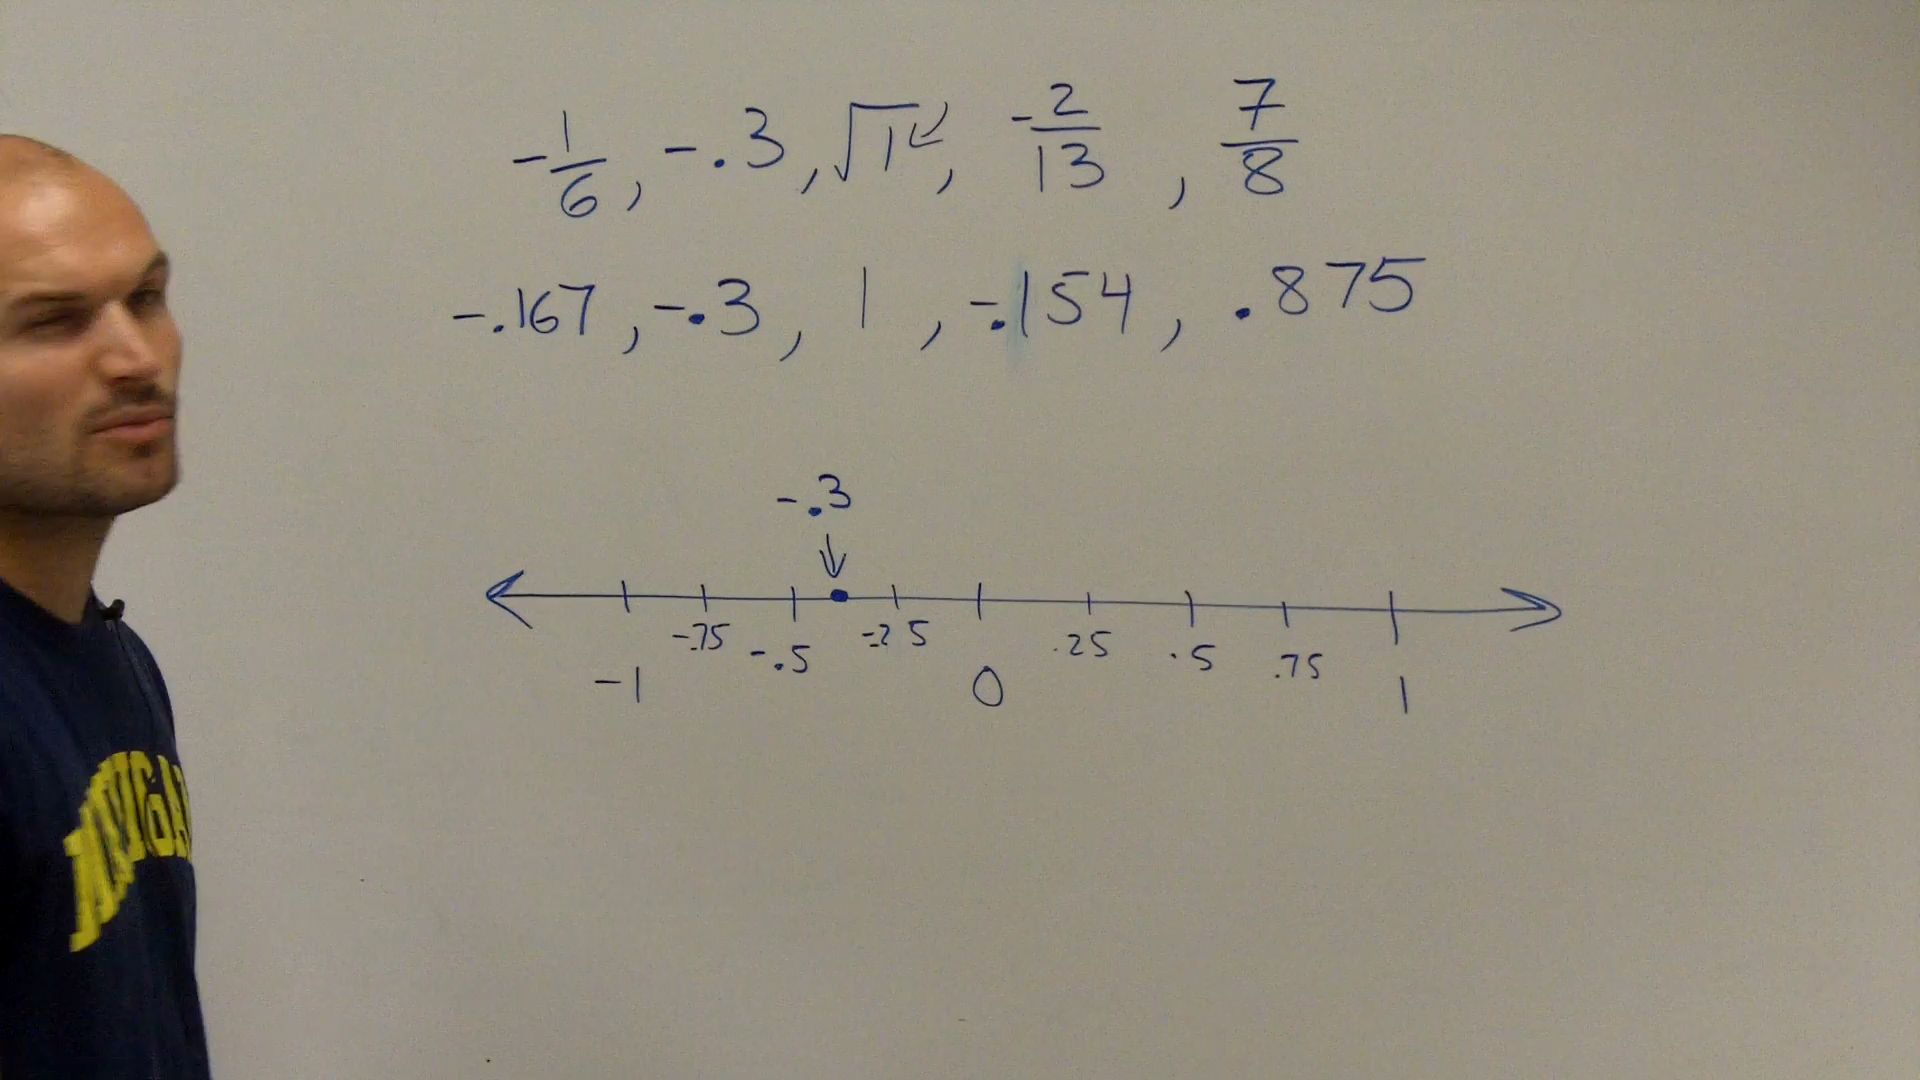 -1/6, -.3, √1, -2/13, 7/8
-.167, -.3, 1, -.154, .875
-.3
-.75 -.5 -.25 .25 .5 .75
-1 0 1